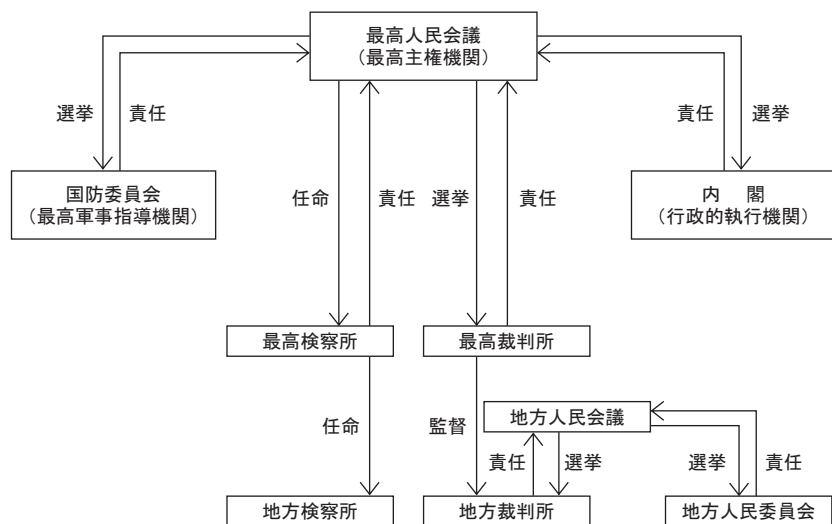 最高人民会議
（最高主権機関）
選挙
責任
責任
選挙
国防委員会
（最高軍事指導機関）
任命
責任
選挙
責任
内　閣
（行政的執行機関）
最高検察所
最高裁判所
任命
監督
地方人民会議
責任
選挙
選挙
責任
地方検察所
地方裁判所
地方人民委員会